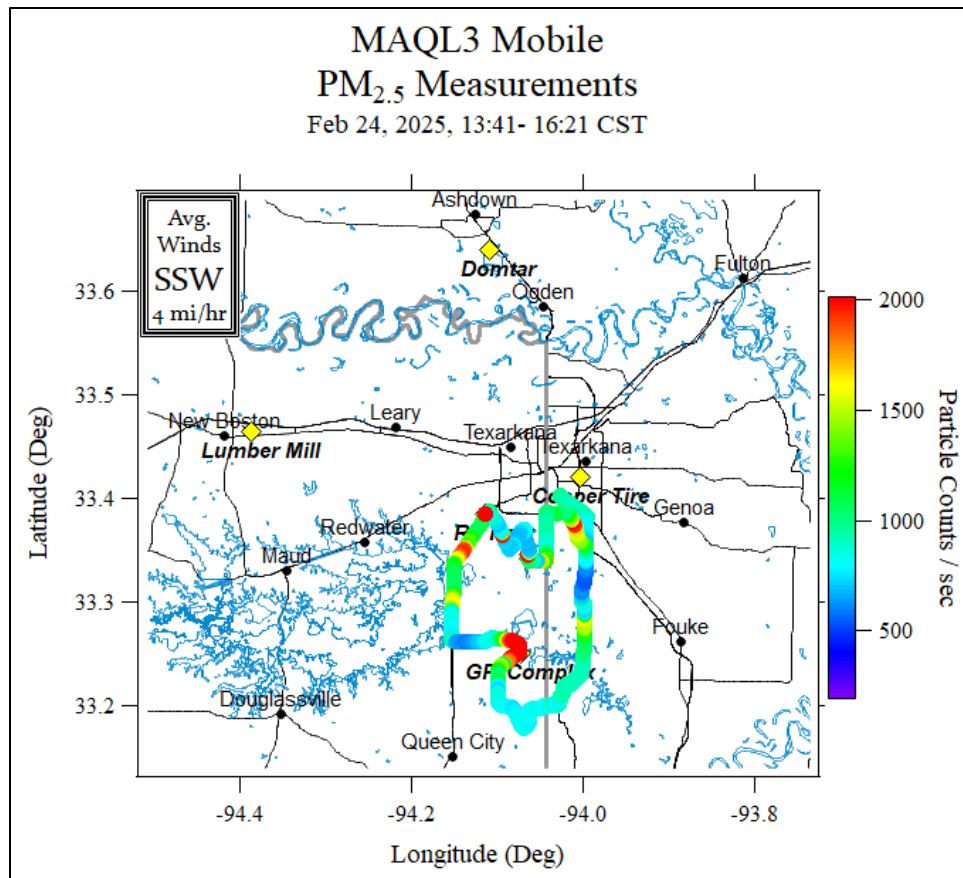 MAQL3 Mobile
PM2.5 Measurements
Feb 24, 2025, 13:41- 16:21 CST
Avg.
Winds
SSW
4 mi/hr
Ashdown
Domtar
Fulton
Ogden
New Boston
Lumber Mill
Leary
Texarkana
Texarkana
Cooper Tire
Genoa
Redwater
Maud
Fouke
Complex
Douglassville
Queen City
33.6
33.5
33.4
33.3
33.2
Latitude (Deg)
-94.4
-94.2
-94.0
-93.8
Longitude (Deg)
2000
1500
1000
500
Particle Counts / sec